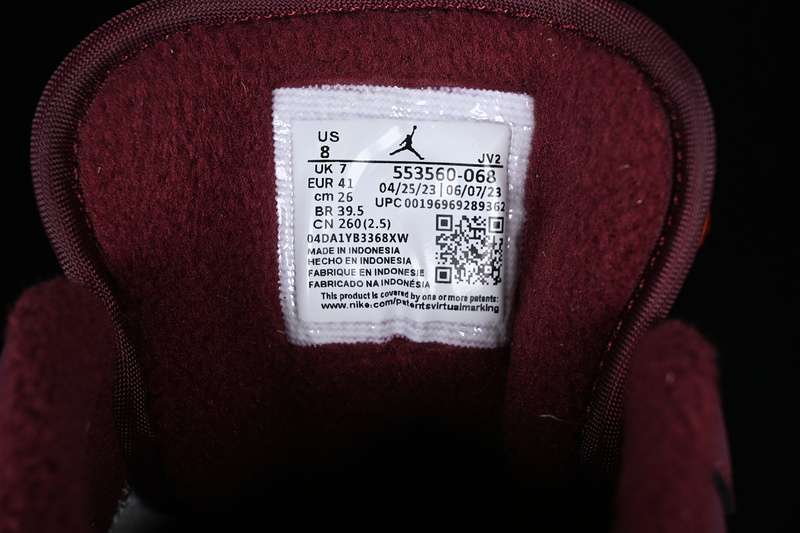 US
8
JV2
UK 7
553560-068
EUR 41
04/25/23 | 06/07/23
cm 26
UPC 00196969289362
BR 39.5
CN 260(2.5)
04DA1YB3368XW
MADE IN INDONESIA
HECHO EN INDONESIA
FABRIQUE EN INDONESIE
FABRICADO NA INDONESIA
This product is covered by one or more patents:
www.nike.com/patentsvirtualmarking